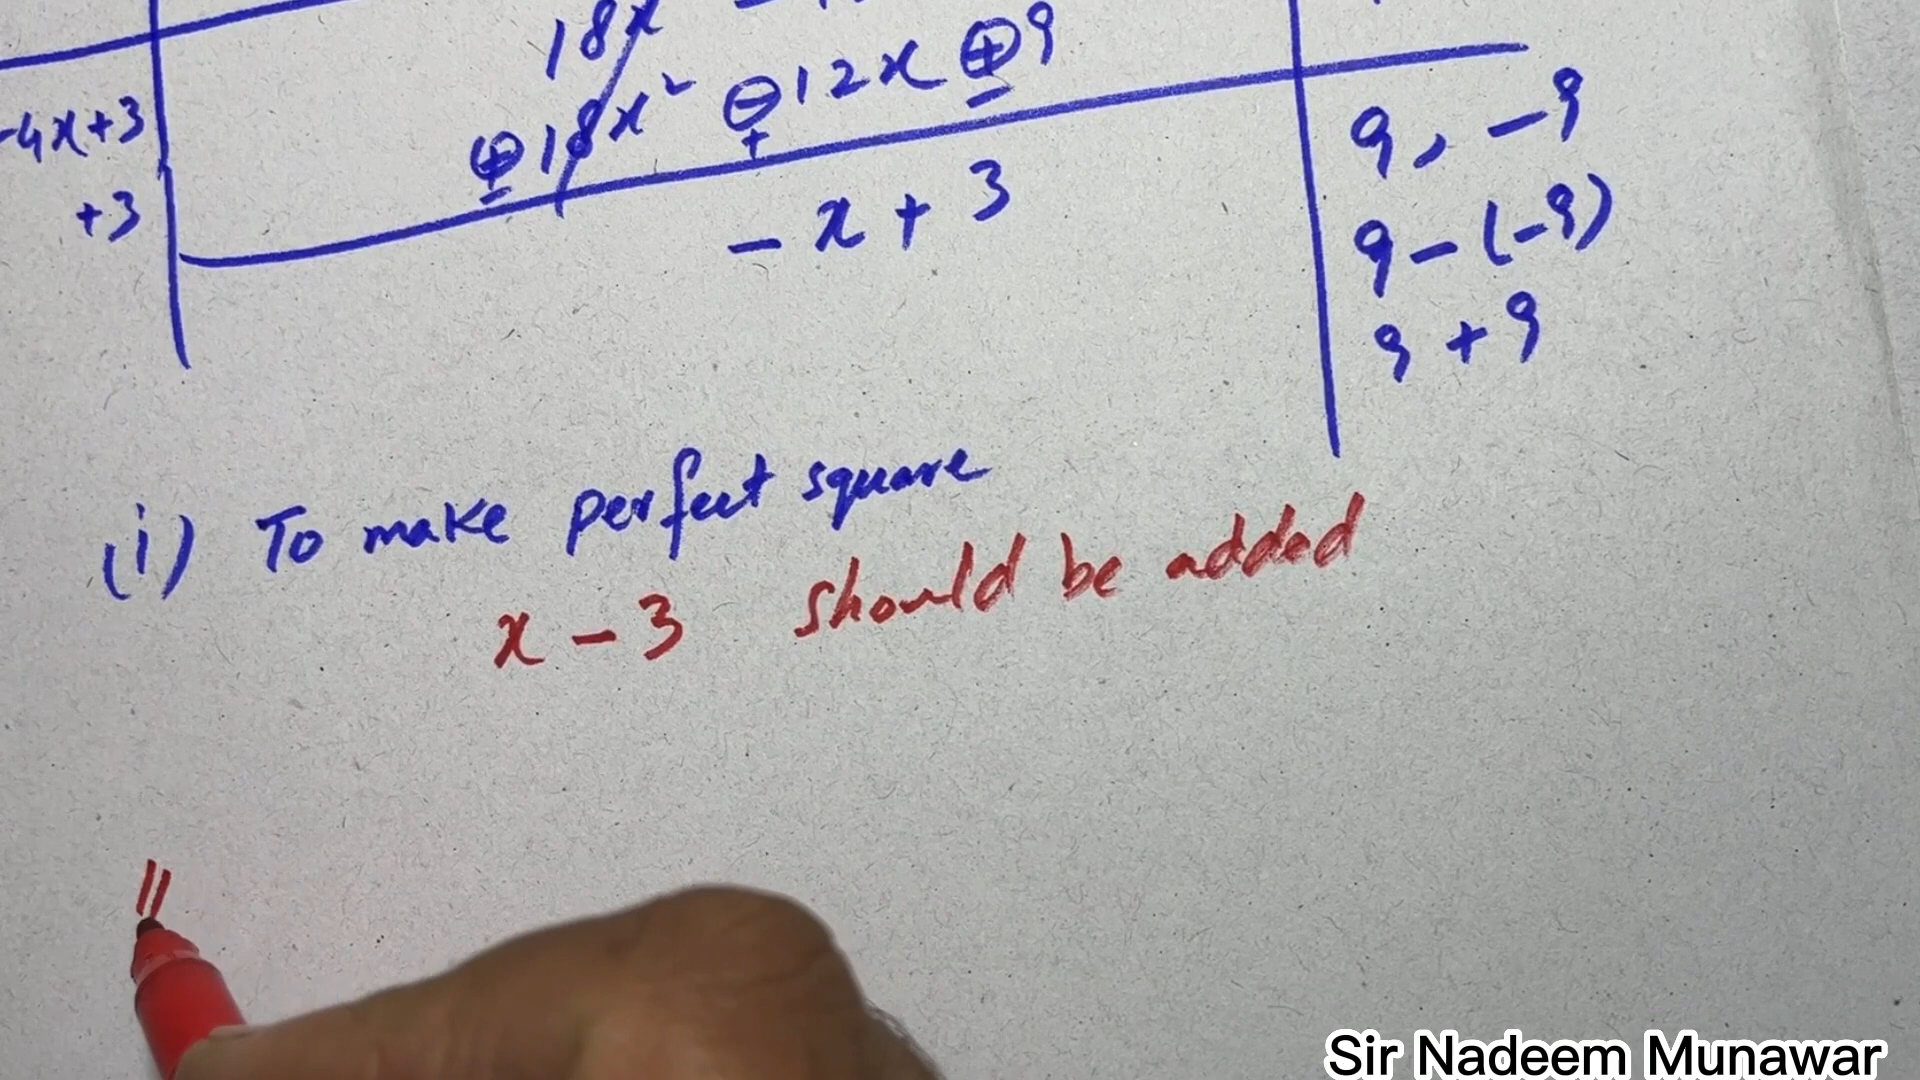 18x
-4x+3
⊕18x² ⊖12x ⊕9
- + -
+3
- x + 3
9, -9
9-(-9)
9 + 9
(i) To make perfect square
x - 3 should be added
Sir Nadeem Munawar